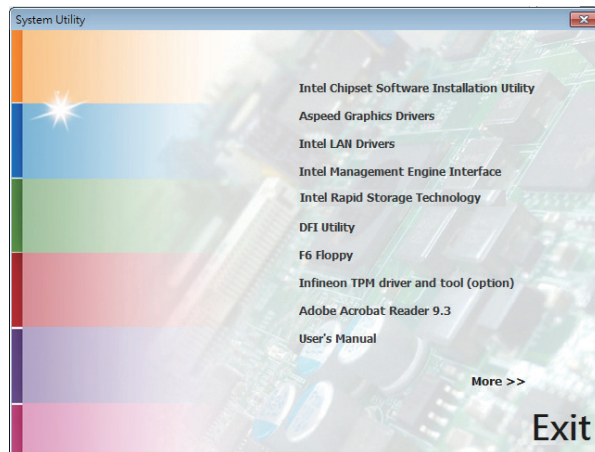 System Utility
Intel Chipset Software Installation Utility
Aspeed Graphics Drivers
Intel LAN Drivers
Intel Management Engine Interface
Intel Rapid Storage Technology
DFI Utility
F6 Floppy
Infineon TPM driver and tool (option)
Adobe Acrobat Reader 9.3
User's Manual
More >>
Exit